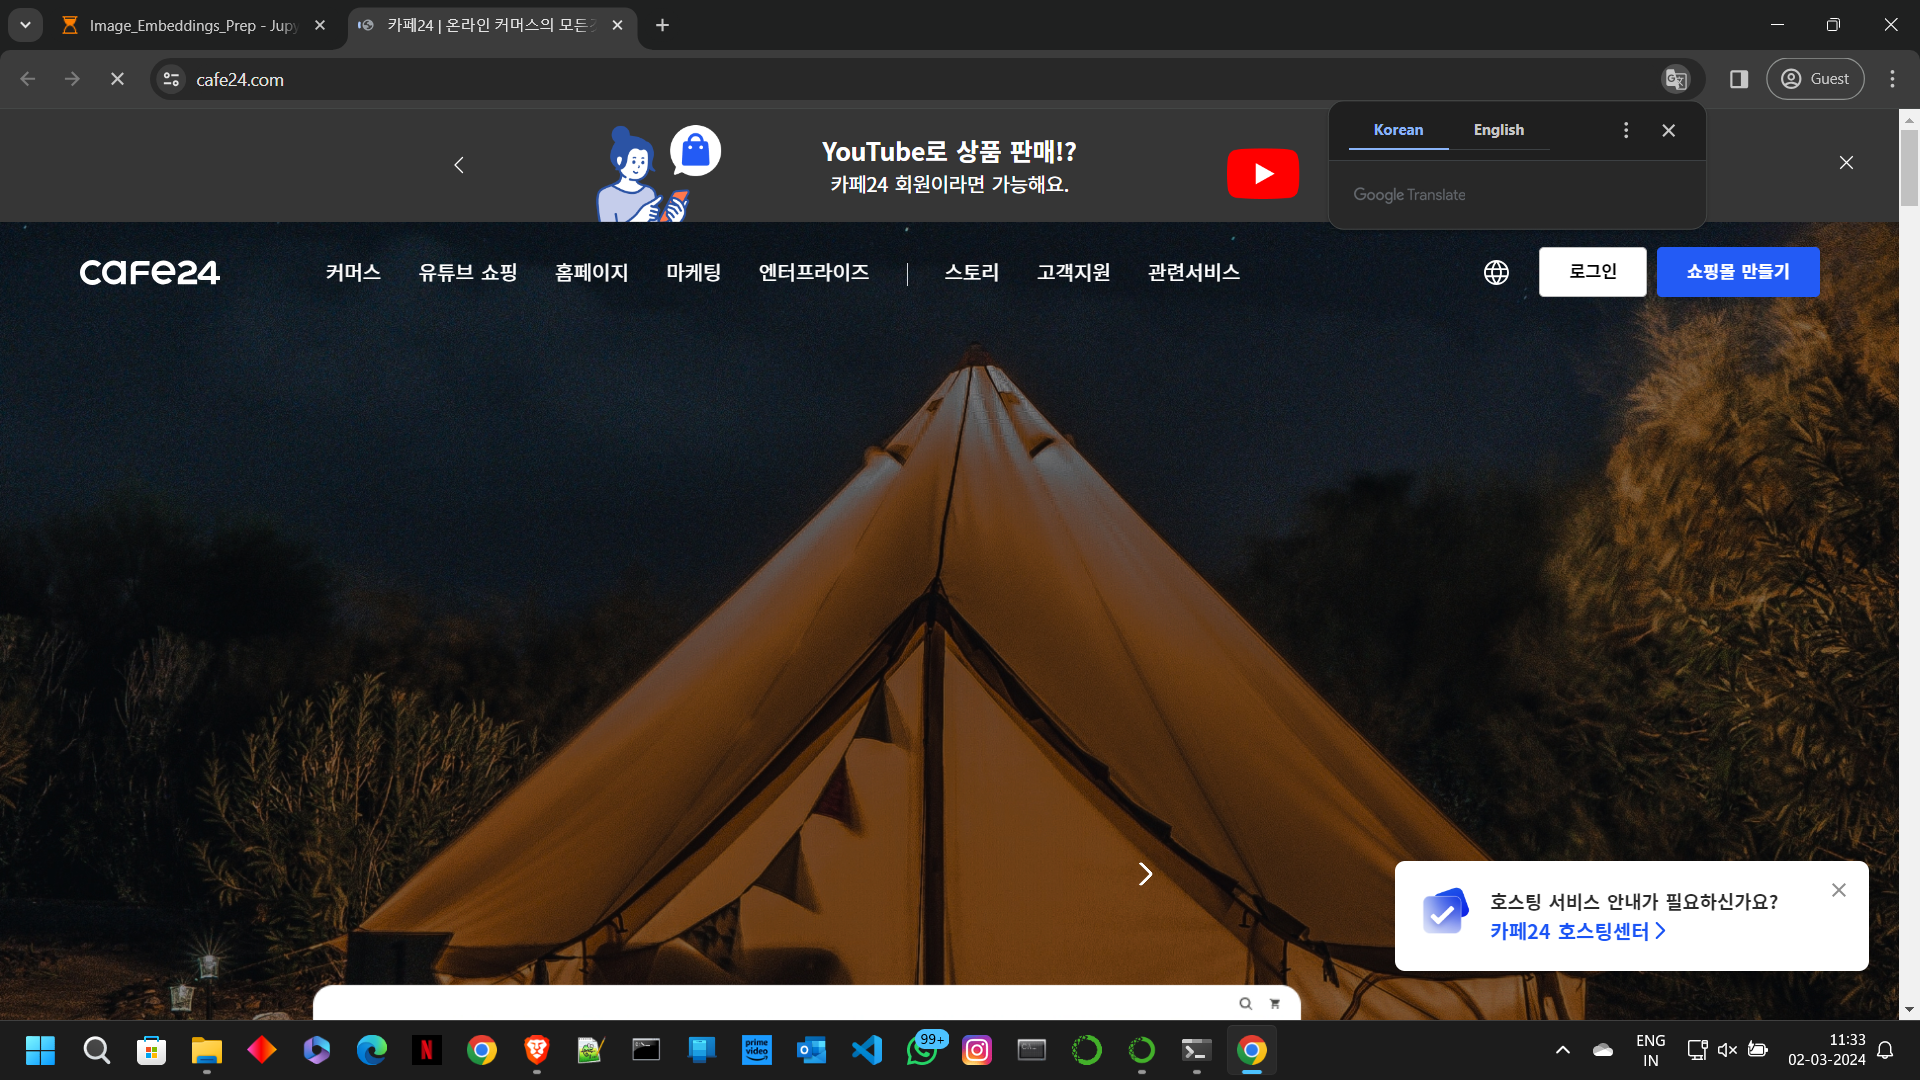 Image_Embeddings_Prep - Jupy
카페24 | 온라인 커머스의 모든
cafe24.com
Guest
YouTube로 상품 판매!?
카페24 회원이라면 가능해요.
Korean
English
Google Translate
cafe24
커머스
유튜브 쇼핑
홈페이지
마케팅
엔터프라이즈
스토리
고객지원
관련서비스
로그인
쇼핑몰 만들기
호스팅 서비스 안내가 필요하신가요?
카페24 호스팅센터
N
prime video
99+
ENG
IN
11:33
02-03-2024